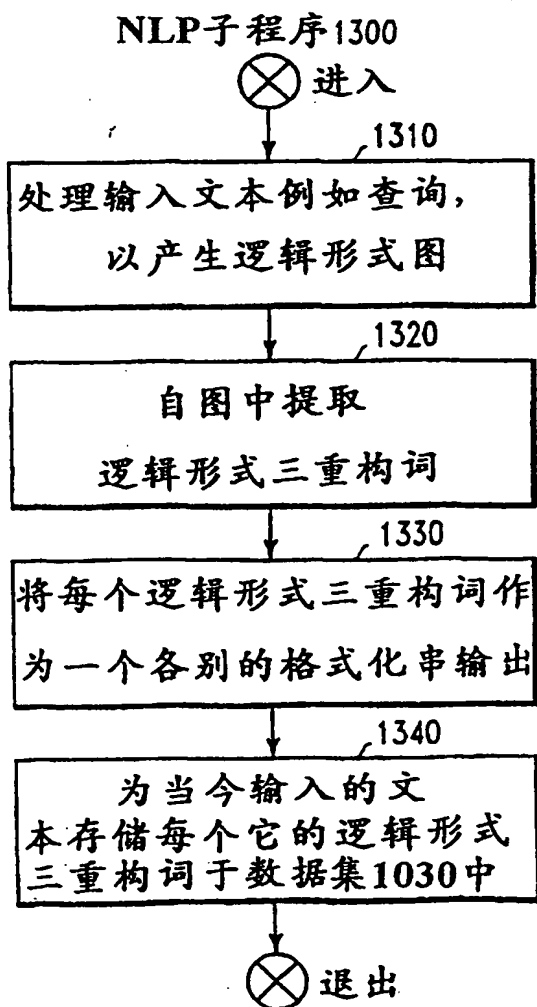 NLP子程序1300
进入
1310
处理输入文本例如查询,
以产生逻辑形式图
1320
自图中提取
逻辑形式三重构词
1330
将每个逻辑形式三重构词作
为一个各别的格式化串输出
1340
为当今输入的文
本存储每个它的逻辑形式
三重构词于数据集1030中
退出